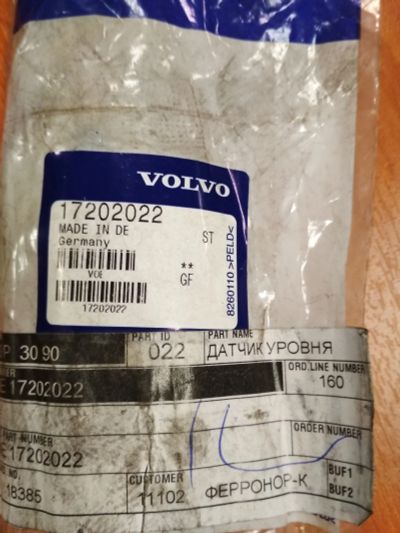 VOLVO
17202022
MADE IN DE
Germany
ST
VOE
**
GF
17202022
8260110 >PELD<
P 30 90
PART ID
022
PART NAME
ДАТЧИК УРОВНЯ
ORD.LINE NUMBER
160
E 17202022
PART NUMBER
E 17202022
ORDER NUMBER
NO.
18385
CUSTOMER
11102 ФЕРРОНОР-К
BUF1
BUF2